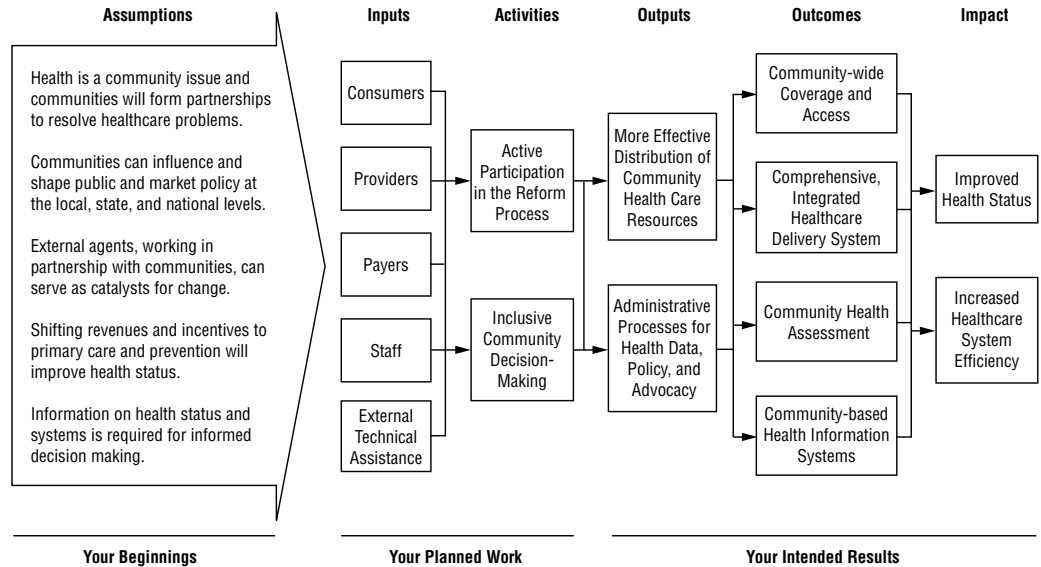 Assumptions
Inputs
Activities
Outputs
Outcomes
Impact
Health is a community issue and
communities will form partnerships
to resolve healthcare problems.
Communities can influence and
shape public and market policy at
the local, state, and national levels.
External agents, working in
partnership with communities, can
serve as catalysts for change.
Shifting revenues and incentives to
primary care and prevention will
improve health status.
Information on health status and
systems is required for informed
decision making.
Consumers
Providers
Payers
Staff
External
Technical
Assistance
Active
Participation
in the Reform
Process
Inclusive
Community
Decision-
Making
More Effective
Distribution of
Community
Health Care
Resources
Administrative
Processes for
Health Data,
Policy, and
Advocacy
Community-wide
Coverage and
Access
Comprehensive,
Integrated
Healthcare
Delivery System
Community Health
Assessment
Community-based
Health Information
Systems
Improved
Health Status
Increased
Healthcare
System
Efficiency
Your Beginnings
Your Planned Work
Your Intended Results